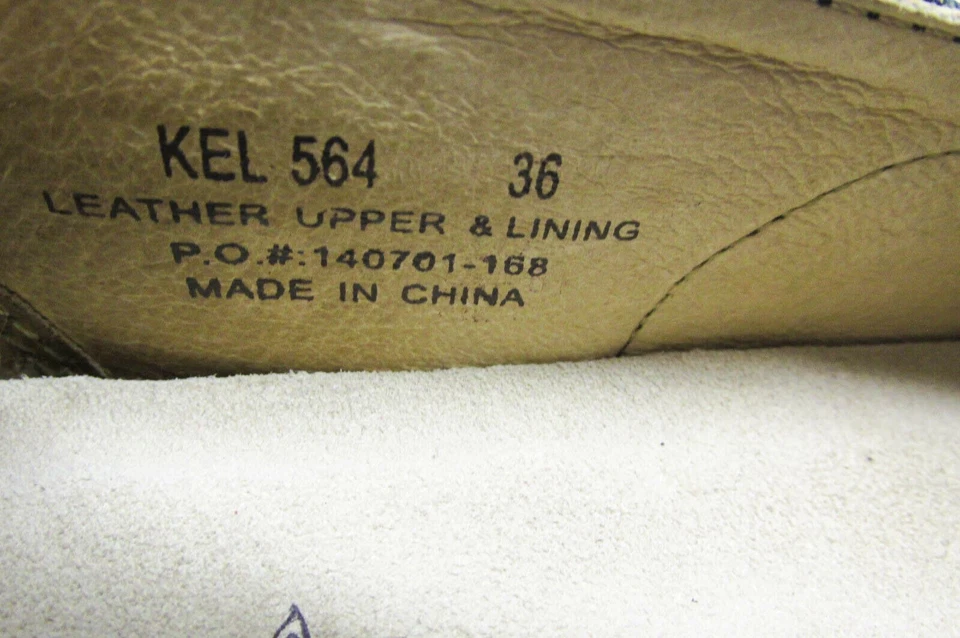 KEL 564 36
LEATHER UPPER & LINING
P.O.#:140701-168
MADE IN CHINA